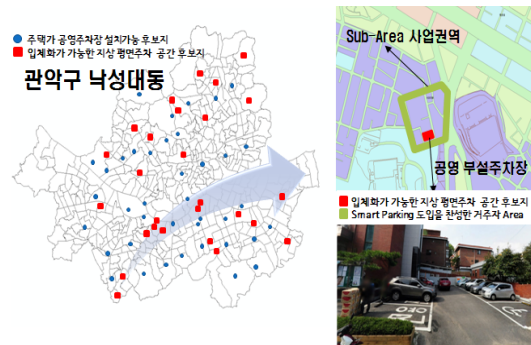 주택가 공영주차장 설치가능 후보지
입체화가 가능한 지상 평면주차 공간 후보지
관악구 낙성대동
Sub-Area 사업권역
공영 부설주차장
입체화가 가능한 지상 평면주차 공간 후보지
Smart Parking 도입을 완성한 거주자 Area